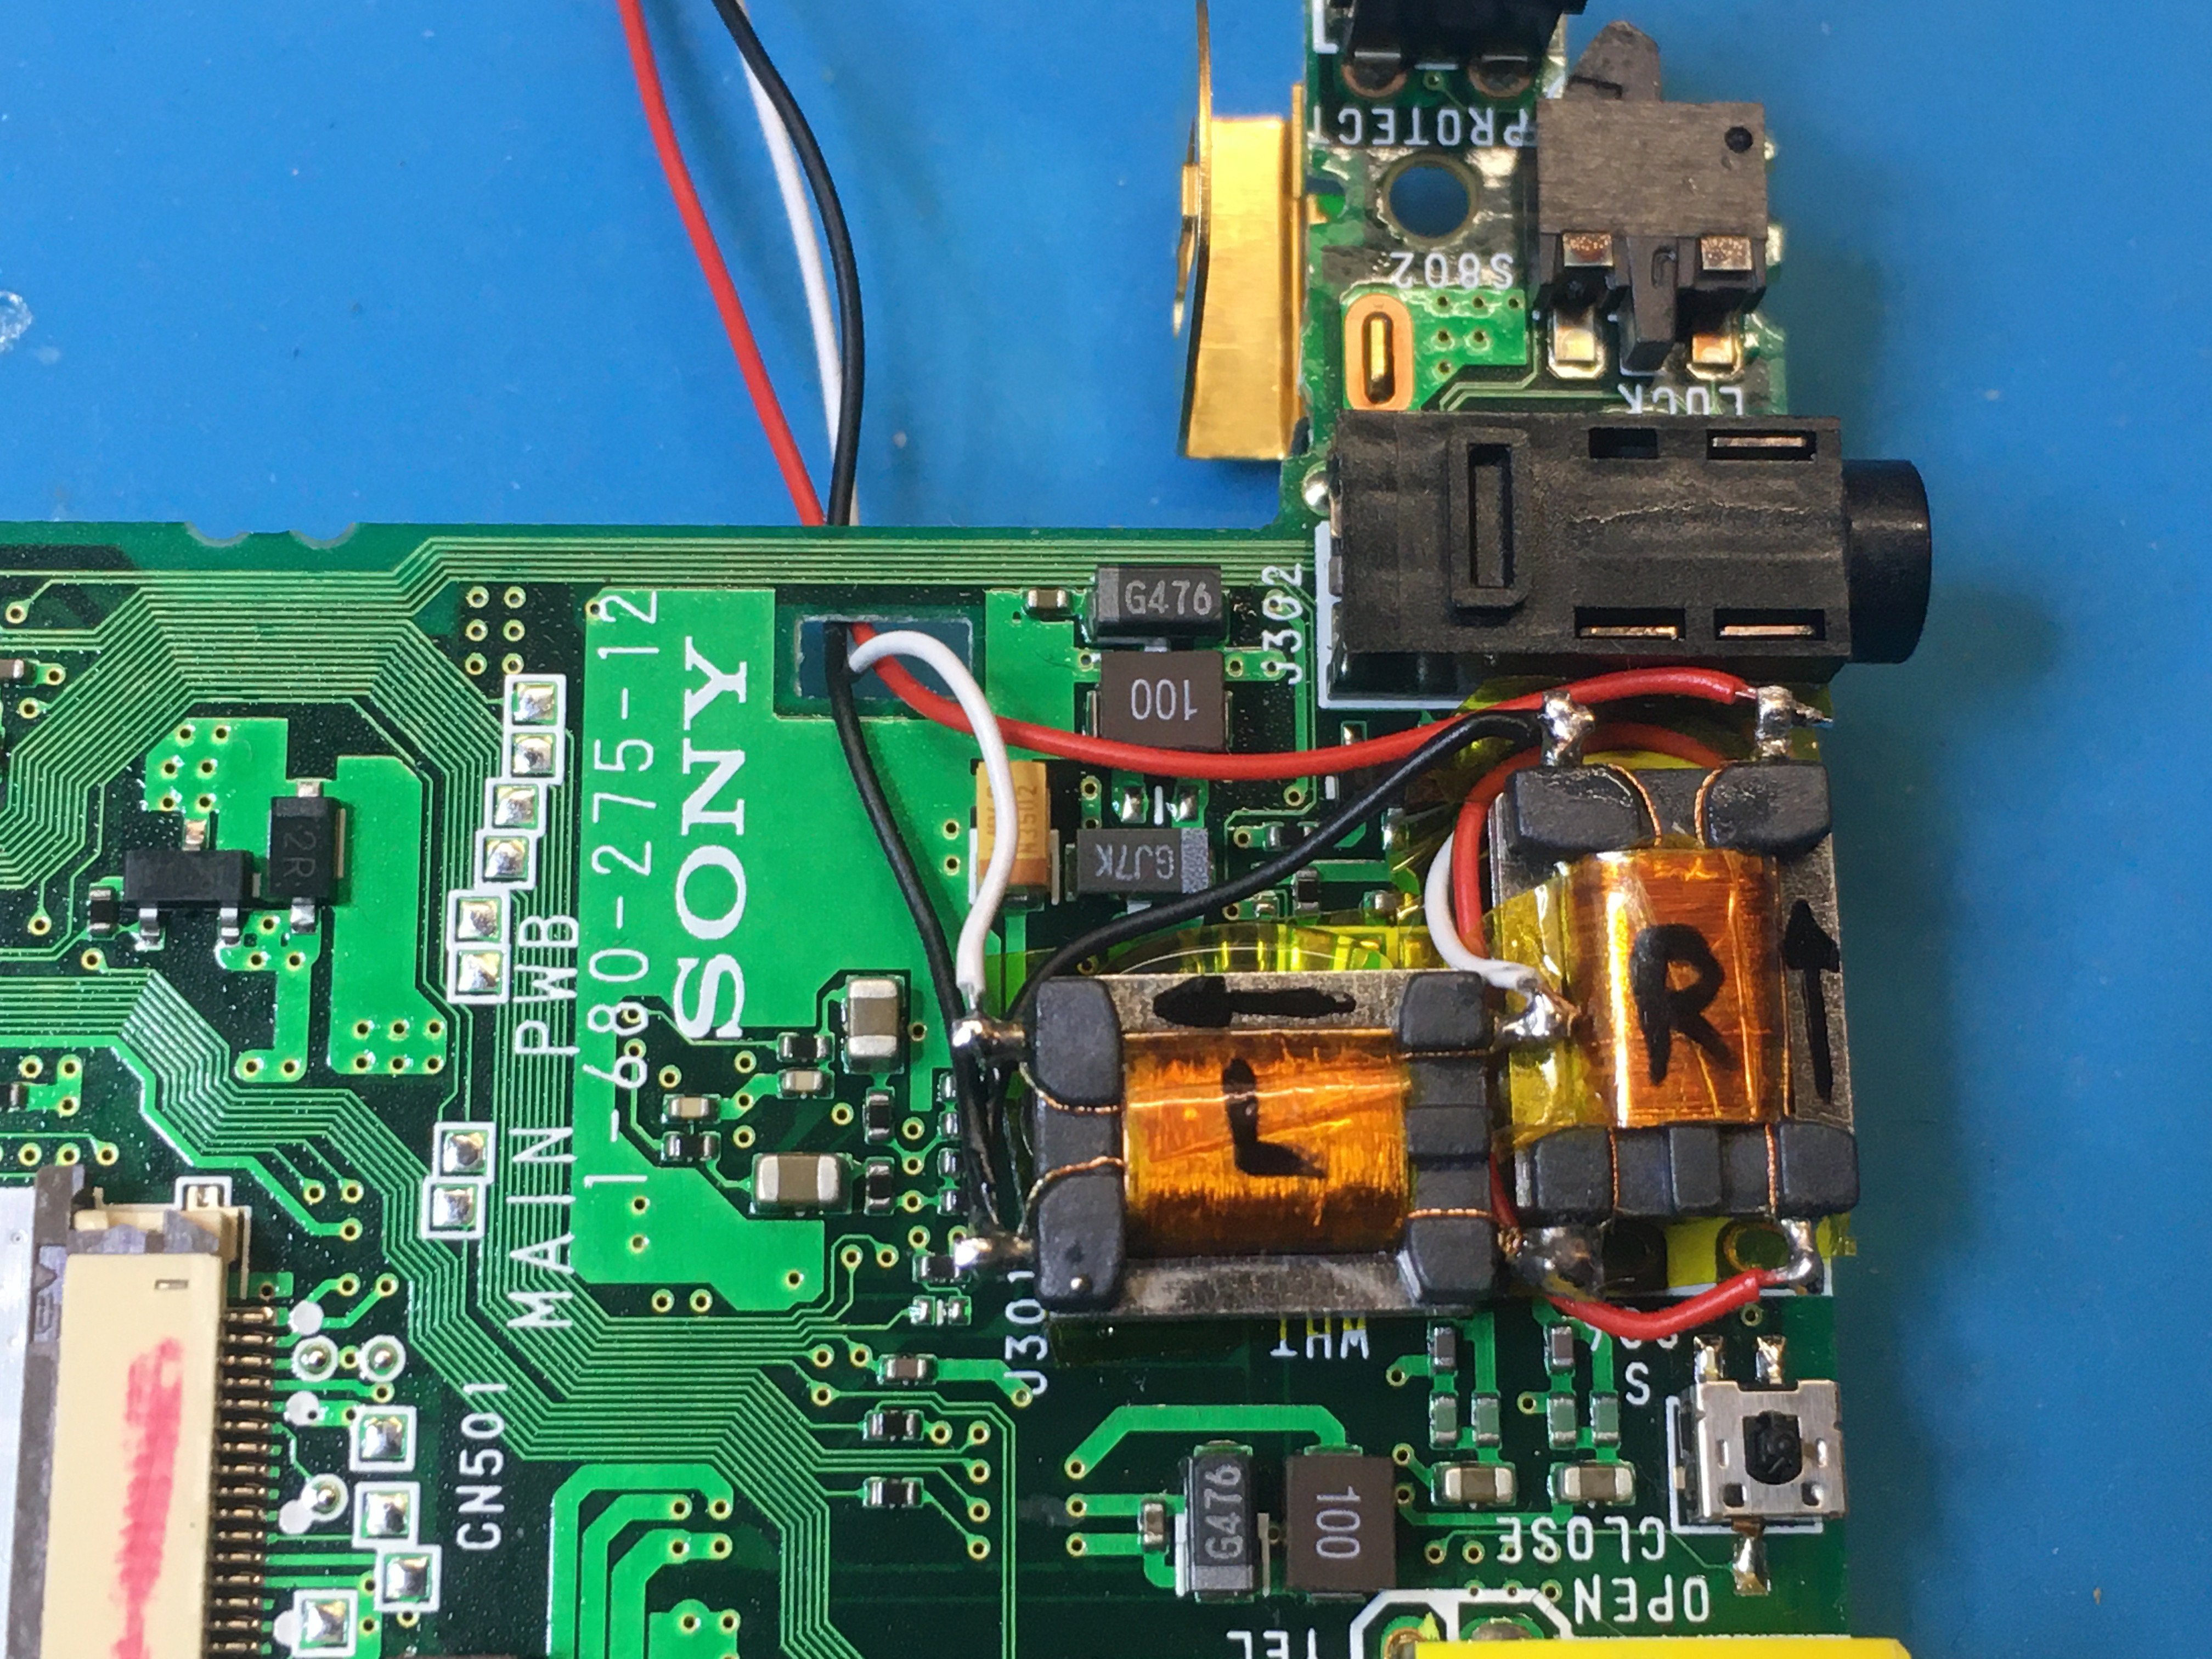 PROTECT
S802
LOCK
J302
G476
100
1-680-275-12
SONY
MAIN PWB
2R
GJ7K
R
L
J301
WHT
S
CN501
G476
100
CLOSE
OPEN
TEL